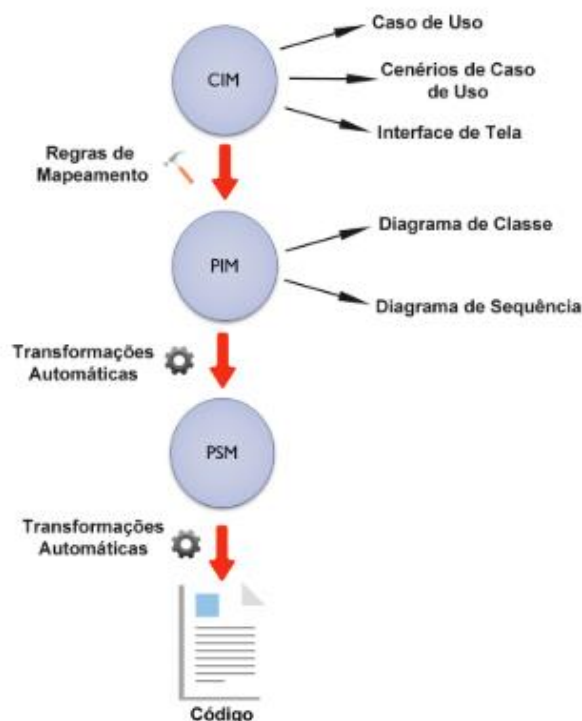 Caso de Uso
CIM
Cenérios de Caso
de Uso
Interface de Tela
Regras de
Mapeamento
Diagrama de Classe
PIM
Diagrama de Sequência
Transformações
Automáticas
PSM
Transformações
Automáticas
Código